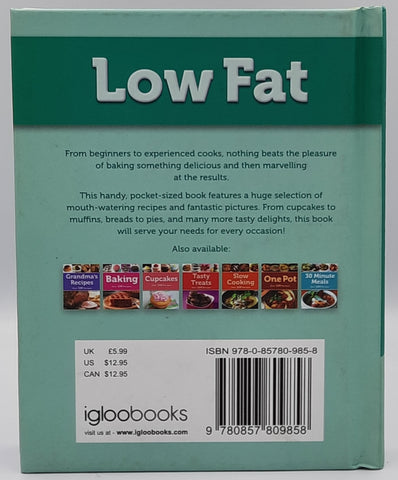 Low Fat
From beginners to experienced cooks, nothing beats the pleasure
of baking something delicious and then marvelling
at the results.
This handy, pocket-sized book features a huge selection of
mouth-watering recipes and fantastic pictures. From cupcakes to
muffins, breads to pies, and many more tasty delights, this book
will serve your needs for every occasion!
Also available:
Grandma's
Recipes
Baking
Cupcakes
Tasty
Treats
Slow
Cooking
One Pot
30 Minute
Meals
UK £5.99
US $12.95
CAN $12.95
igloobooks
visit us at - www.igloobooks.com
ISBN 978-0-85780-985-8
9 780857 809858